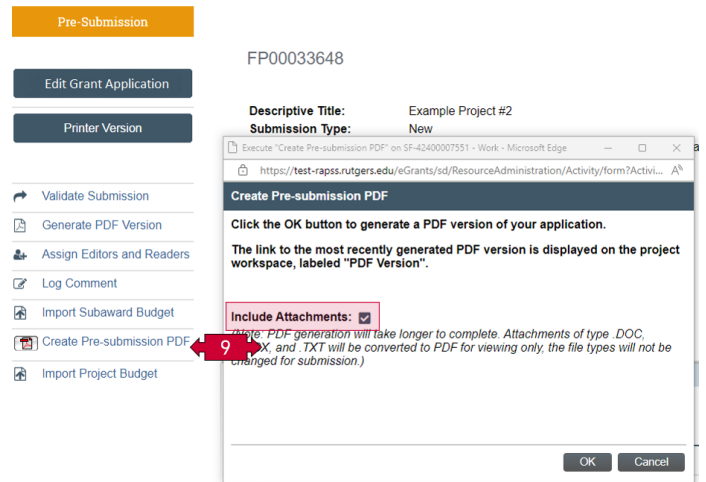 Pre-Submission
Edit Grant Application
Printer Version
Validate Submission
Generate PDF Version
Assign Editors and Readers
Log Comment
Import Subaward Budget
Create Pre-submission PDF
Import Project Budget
9
FP00033648
Descriptive Title: Example Project #2
Submission Type: New
Execute "Create Pre-submission PDF" on SF-42400007551 - Work - Microsoft Edge
https://test-rapss.rutgers.edu/eGrants/sd/ResourceAdministration/Activity/form?Activi...
Create Pre-submission PDF
Click the OK button to generate a PDF version of your application.
The link to the most recently generated PDF version is displayed on the project
workspace, labeled "PDF Version".
Include Attachments:
(Note: PDF generation will take longer to complete. Attachments of type .DOC,
and .TXT will be converted to PDF for viewing only, the file types will not be
changed for submission.)
OK Cancel